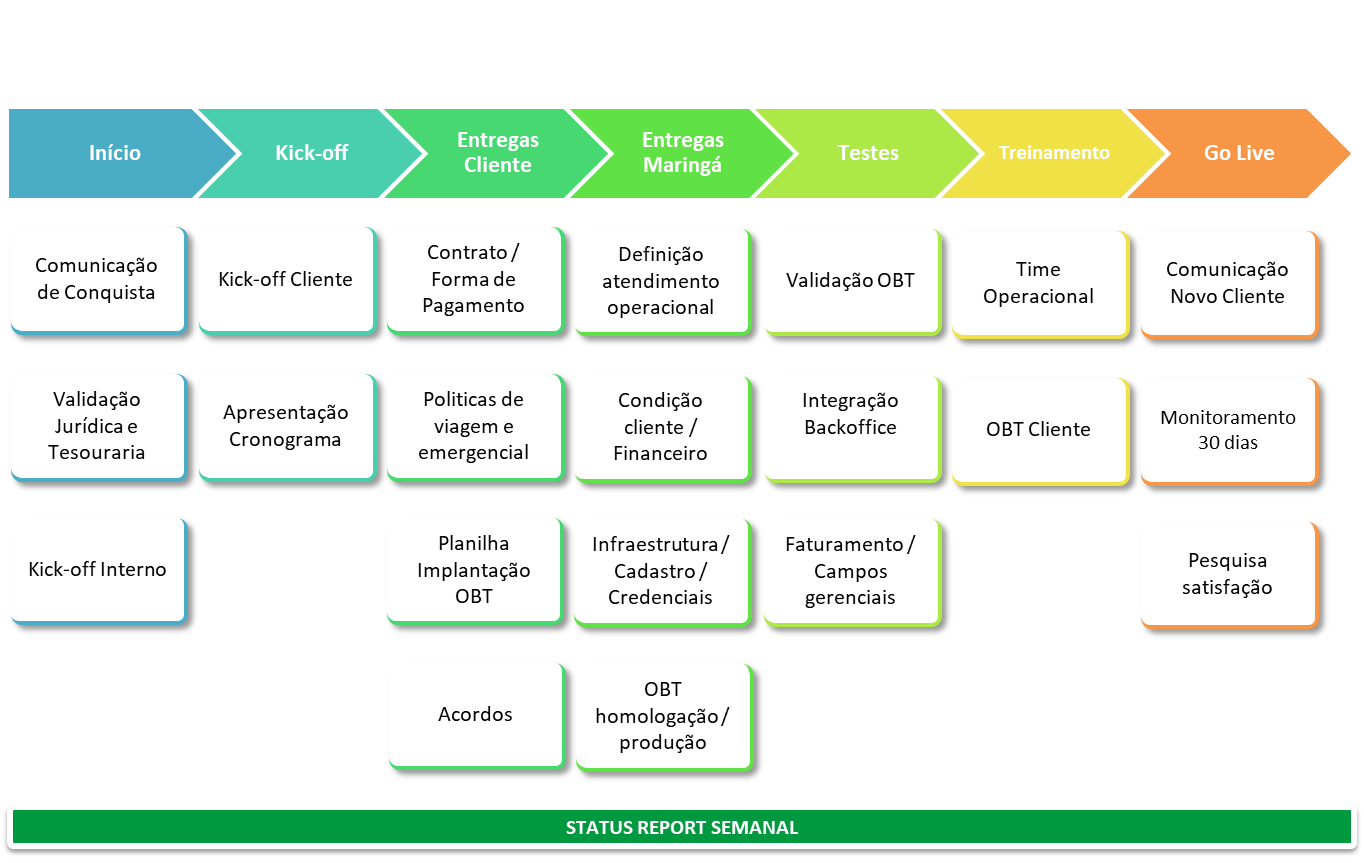 Início
Kick-off
Entregas
Cliente
Entregas
Maringá
Testes
Treinamento
Go Live
Comunicação
de Conquista
Kick-off Cliente
Contrato /
Forma de
Pagamento
Definição
atendimento
operacional
Validação OBT
Time
Operacional
Comunicação
Novo Cliente
Validação
Jurídica e
Tesouraria
Apresentação
Cronograma
Politicas de
viagem e
emergencial
Condição
cliente /
Financeiro
Integração
Backoffice
OBT Cliente
Monitoramento
30 dias
Kick-off Interno
Planilha
Implantação
OBT
Infraestrutura /
Cadastro /
Credenciais
Faturamento /
Campos
gerenciais
Pesquisa
satisfação
Acordos
OBT
homologação /
produção
STATUS REPORT SEMANAL